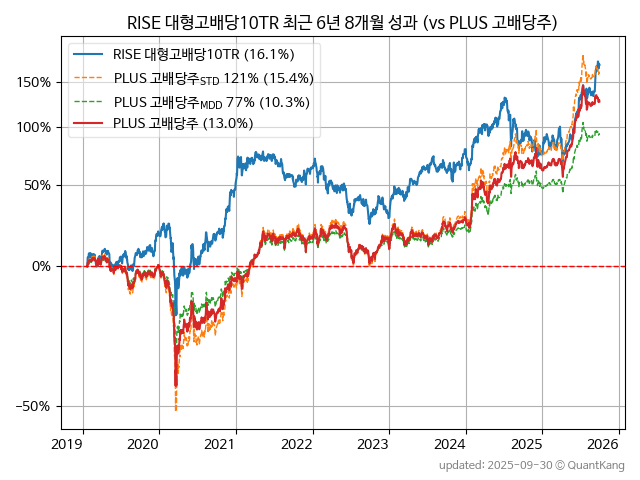 RISE 대형고배당10TR 최근 6년 8개월 성과 (vs PLUS 고배당주)
RISE 대형고배당10TR (16.1%)
PLUS 고배당주STD 121% (15.4%)
PLUS 고배당주MDD 77% (10.3%)
PLUS 고배당주 (13.0%)
150%
100%
50%
0%
−50%
2019 2020 2021 2022 2023 2024 2025 2026
updated: 2025-09-30 © QuantKang